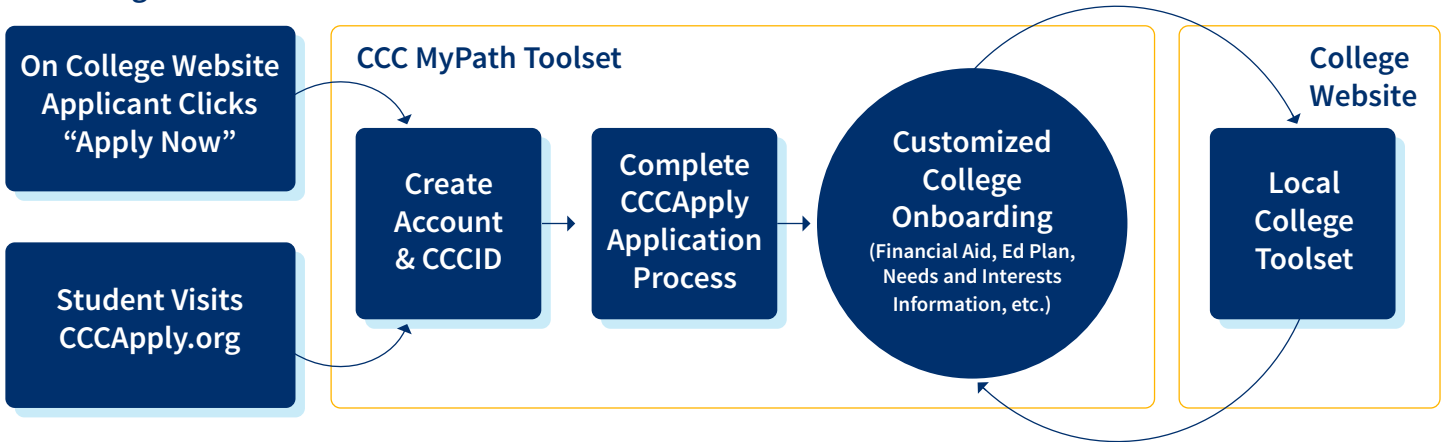 On College Website
Applicant Clicks
“Apply Now”
Student Visits
CCCApply.org
CCC MyPath Toolset
Create
Account
& CCCID
Complete
CCCApply
Application
Process
Customized
College
Onboarding
(Financial Aid, Ed Plan,
Needs and Interests
Information, etc.)
College
Website
Local
College
Toolset